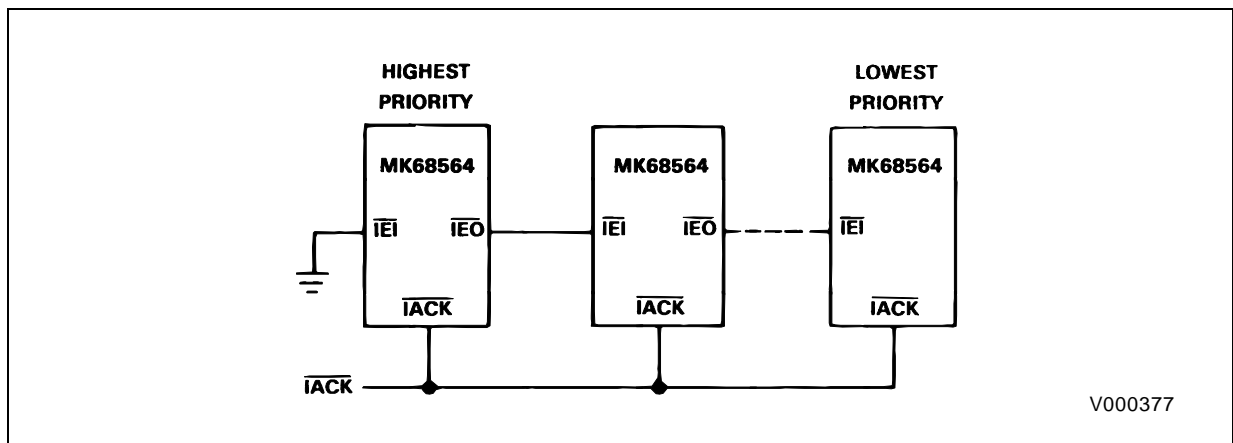 HIGHEST
PRIORITY
LOWEST
PRIORITY
MK68564
MK68564
MK68564
IEI
IEO
IEI
IEO
IEI
IACK
IACK
IACK
IACK
V000377